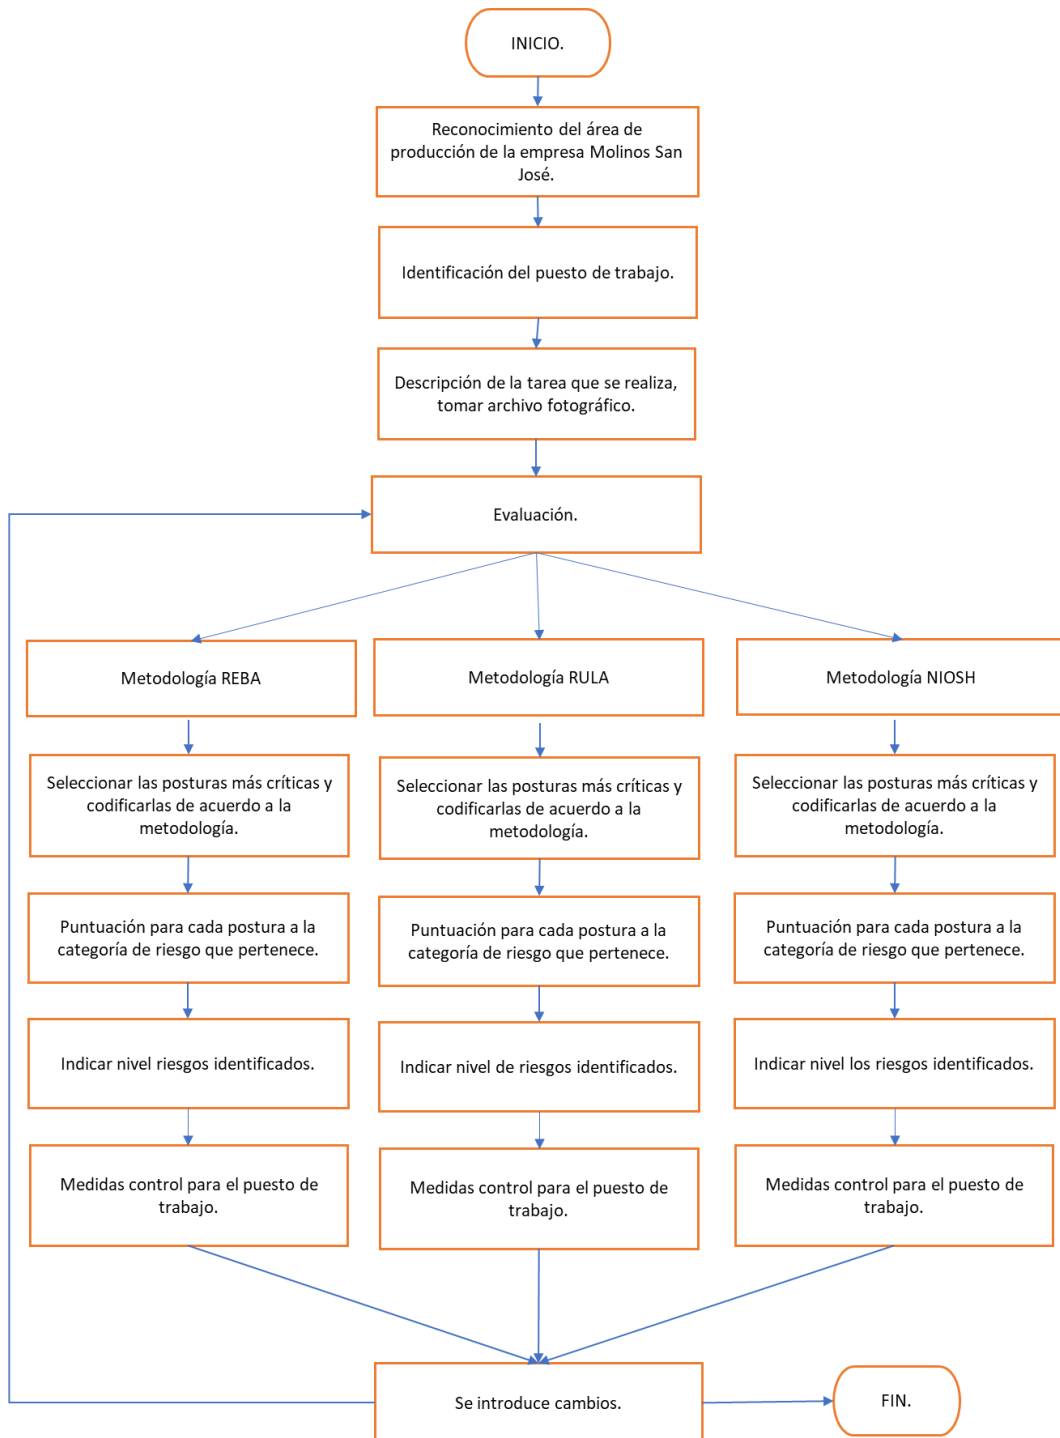 INICIO.
Reconocimiento del área de
producción de la empresa Molinos San
José.
Identificación del puesto de trabajo.
Descripción de la tarea que se realiza,
tomar archivo fotográfico.
Evaluación.
Metodología REBA
Metodología RULA
Metodología NIOSH
Seleccionar las posturas más críticas y
codificarlas de acuerdo a la
metodología.
Seleccionar las posturas más críticas y
codificarlas de acuerdo a la
metodología.
Seleccionar las posturas más críticas y
codificarlas de acuerdo a la
metodología.
Puntuación para cada postura a la
categoría de riesgo que pertenece.
Puntuación para cada postura a la
categoría de riesgo que pertenece.
Puntuación para cada postura a la
categoría de riesgo que pertenece.
Indicar nivel riesgos identificados.
Indicar nivel de riesgos identificados.
Indicar nivel los riesgos identificados.
Medidas control para el puesto de
trabajo.
Medidas control para el puesto de
trabajo.
Medidas control para el puesto de
trabajo.
Se introduce cambios.
FIN.